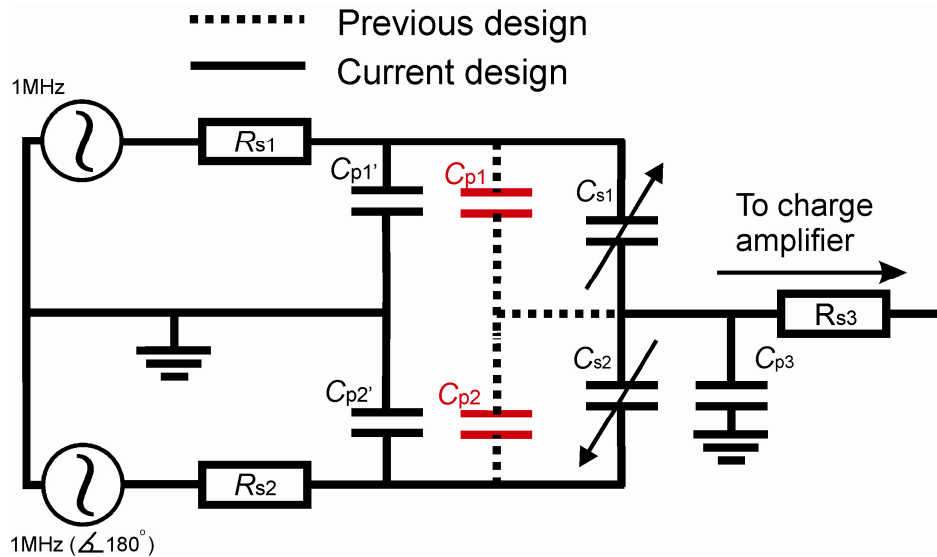 Previous design
Current design
1MHz
Rs1
Cp1'
Cp1
Cs1
To charge
amplifier
Rs3
Cs2
Cp3
Cp2'
Cp2
Rs2
1MHz (∡180°)